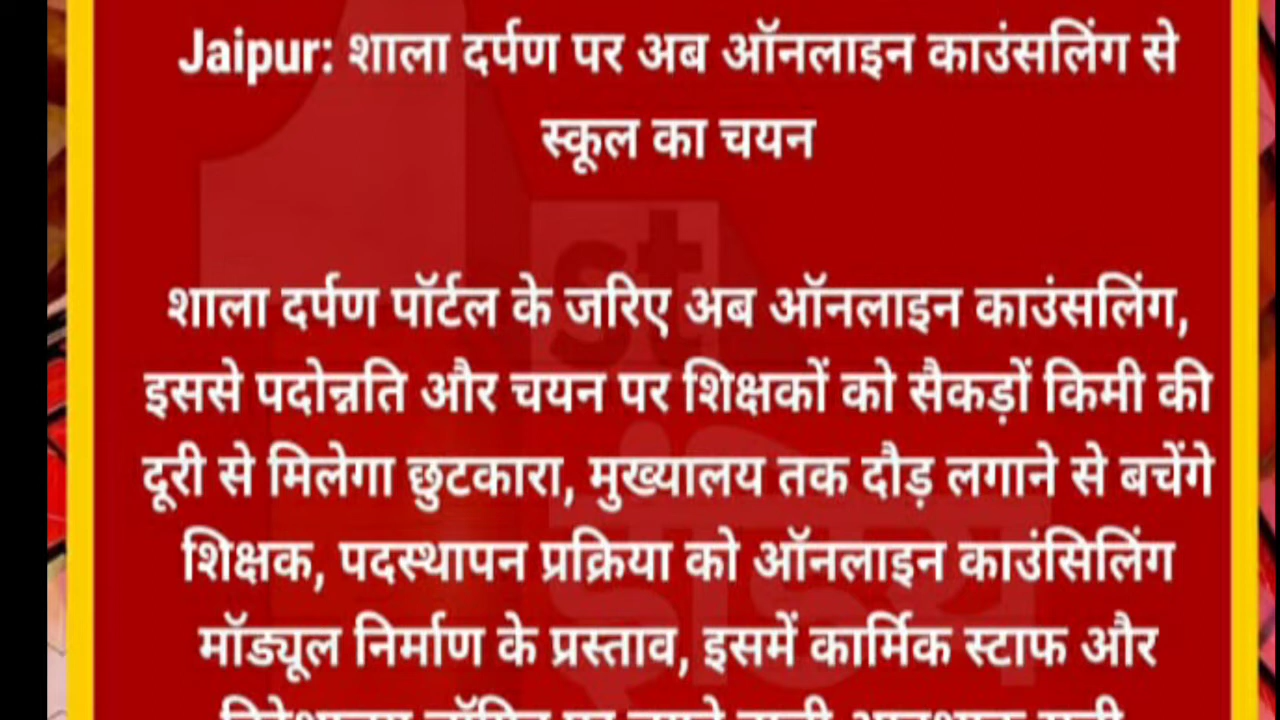 Jaipur: शाला दर्पण पर अब ऑनलाइन काउंसलिंग से
स्कूल का चयन
शाला दर्पण पॉर्टल के जरिए अब ऑनलाइन काउंसलिंग,
इससे पदोन्नति और चयन पर शिक्षकों को सैकड़ों किमी की
दूरी से मिलेगा छुटकारा, मुख्यालय तक दौड़ लगाने से बचेंगे
शिक्षक, पदस्थापन प्रक्रिया को ऑनलाइन काउंसिलिंग
मॉड्यूल निर्माण के प्रस्ताव, इसमें कार्मिक स्टाफ और
1st
इंडिया